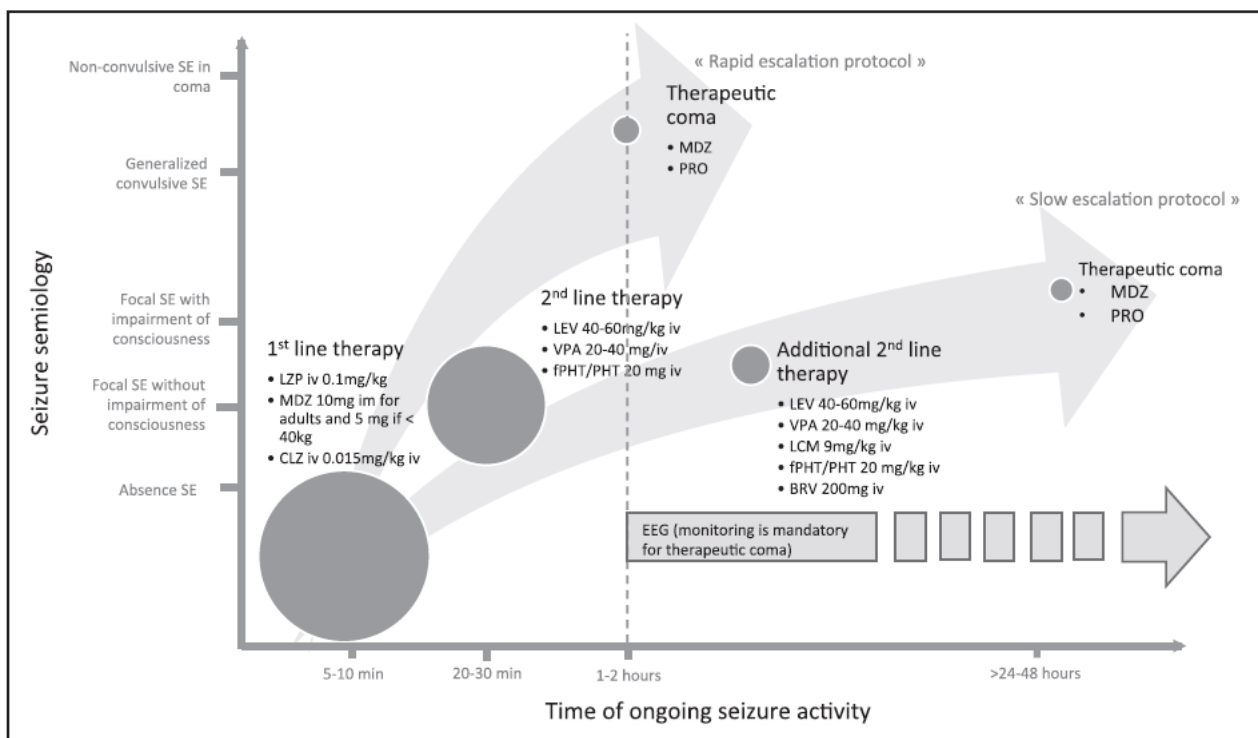 Non-convulsive SE in
coma
Generalized
convulsive SE
Focal SE with
impairment of
consciousness
Focal SE without
impairment of
consciousness
Absence SE
Seizure semiology
« Rapid escalation protocol »
Therapeutic
coma
• MDZ
• PRO
« Slow escalation protocol »
Therapeutic coma
• MDZ
• PRO
1st line therapy
• LZP iv 0.1mg/kg
• MDZ 10mg im for
adults and 5 mg if <
40kg
• CLZ iv 0.015mg/kg iv
2nd line therapy
• LEV 40-60mg/kg iv
• VPA 20-40 mg/iv
• fPHT/PHT 20 mg iv
Additional 2nd line
therapy
• LEV 40-60mg/kg iv
• VPA 20-40 mg/kg iv
• LCM 9mg/kg iv
• fPHT/PHT 20 mg/kg iv
• BRV 200mg iv
EEG (monitoring is mandatory
for therapeutic coma)
5-10 min
20-30 min
1-2 hours
>24-48 hours
Time of ongoing seizure activity